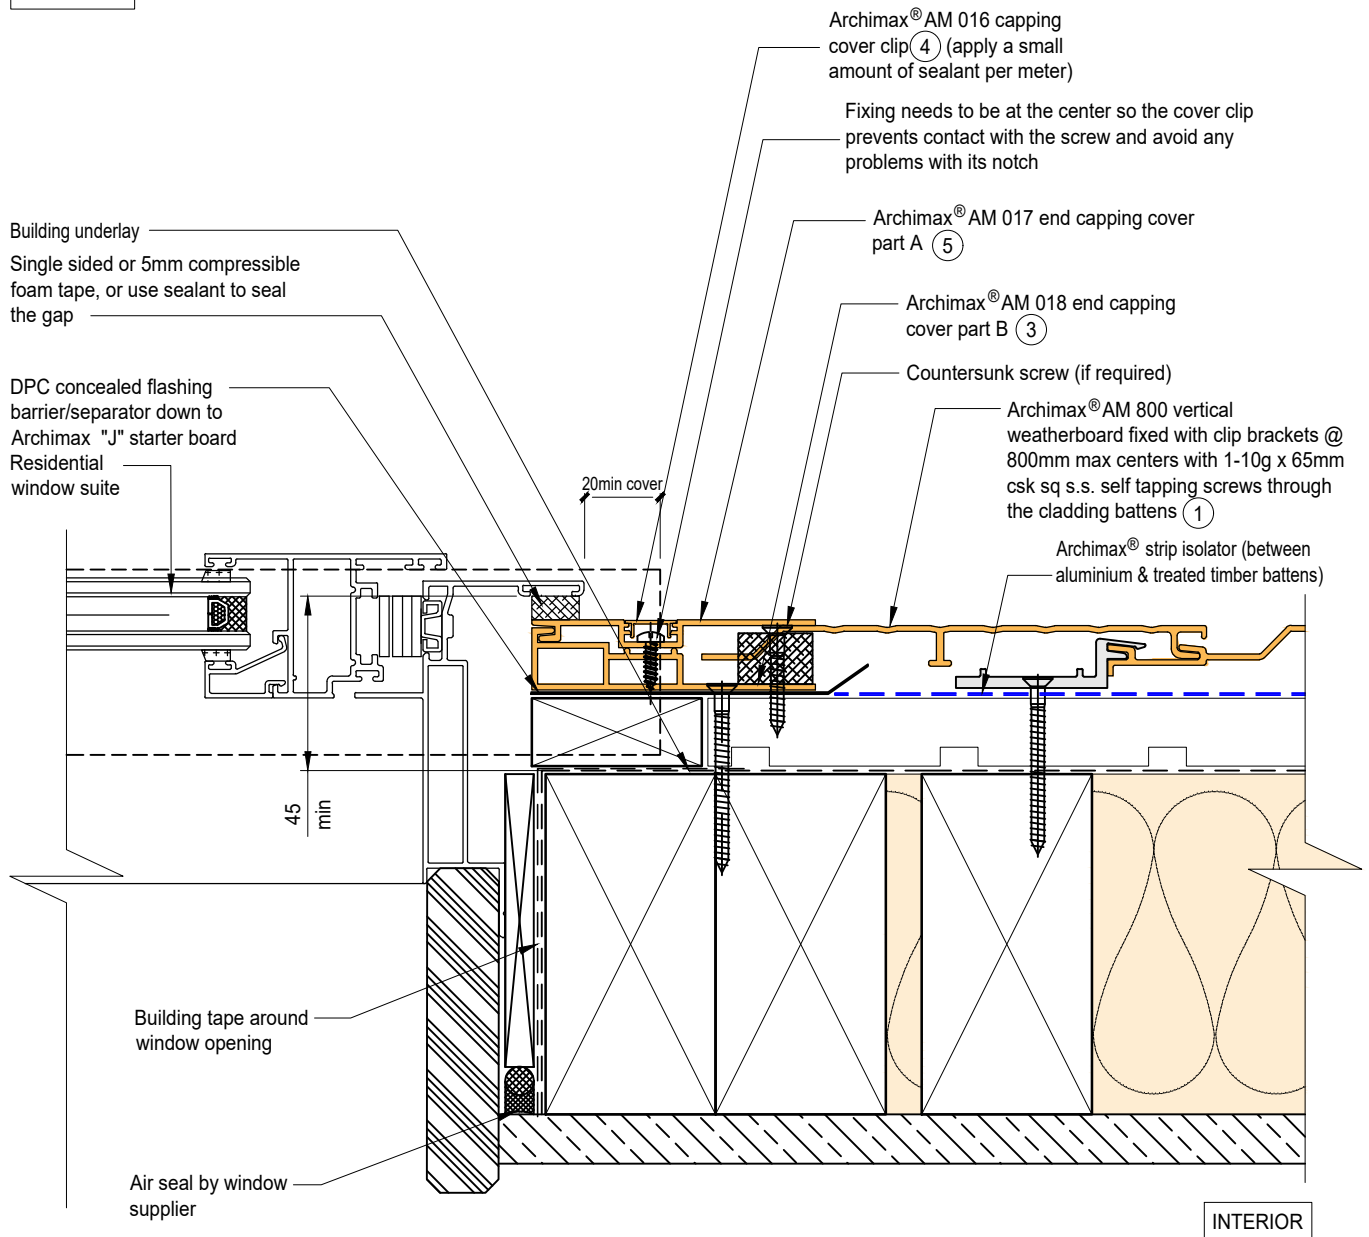 Archimax® AM 016 capping
cover clip 4 (apply a small
amount of sealant per meter)
Fixing needs to be at the center so the cover clip
prevents contact with the screw and avoid any
problems with its notch
Archimax® AM 017 end capping cover
part A 5
Archimax® AM 018 end capping
cover part B 3
Countersunk screw (if required)
Archimax® AM 800 vertical
weatherboard fixed with clip brackets @
800mm max centers with 1-10g x 65mm
csk sq s.s. self tapping screws through
the cladding battens 1
Archimax® strip isolator (between
aluminium & treated timber battens)
Building underlay
Single sided or 5mm compressible
foam tape, or use sealant to seal
the gap
DPC concealed flashing
barrier/separator down to
Archimax "J" starter board
Residential
window suite
20min cover
45
min
Building tape around
window opening
Air seal by window
supplier
INTERIOR